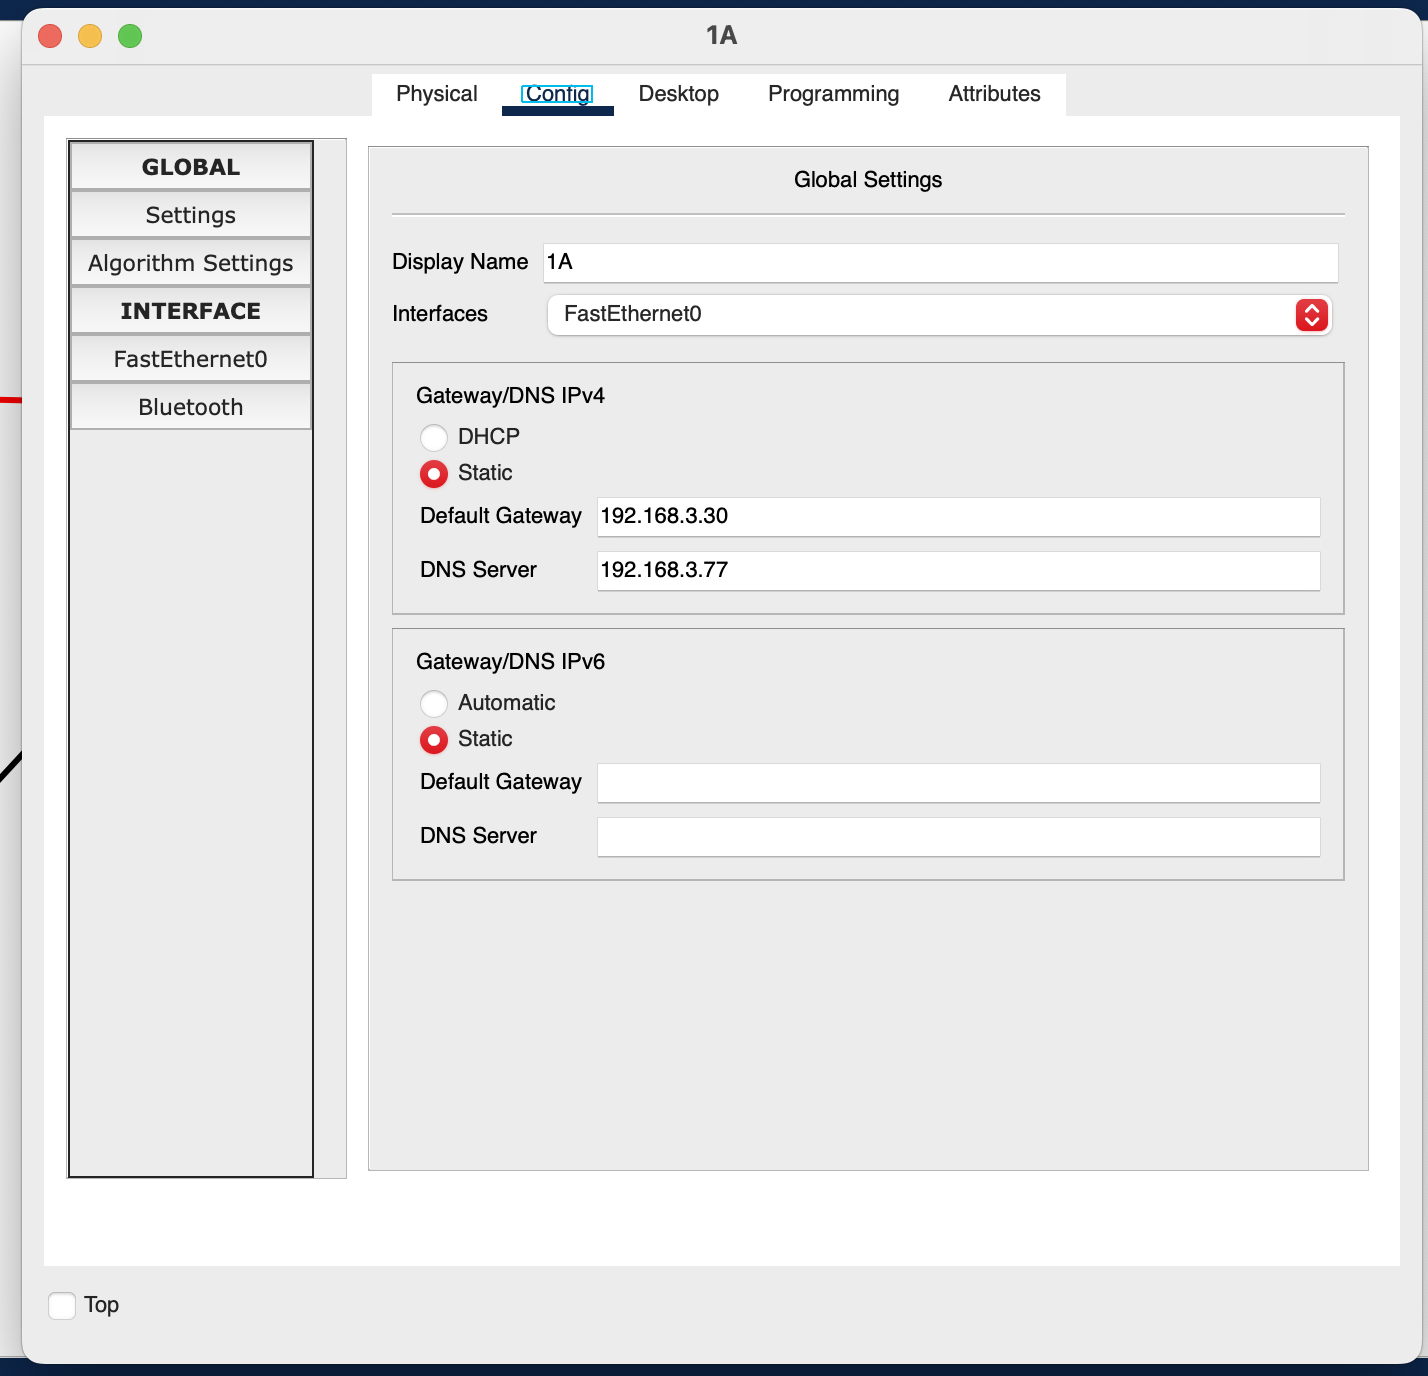 1A
Physical Config Desktop Programming Attributes
GLOBAL
Settings
Algorithm Settings
INTERFACE
FastEthernet0
Bluetooth
Global Settings
Display Name 1A
Interfaces FastEthernet0
Gateway/DNS IPv4
DHCP
Static
Default Gateway 192.168.3.30
DNS Server 192.168.3.77
Gateway/DNS IPv6
Automatic
Static
Default Gateway
DNS Server
Top